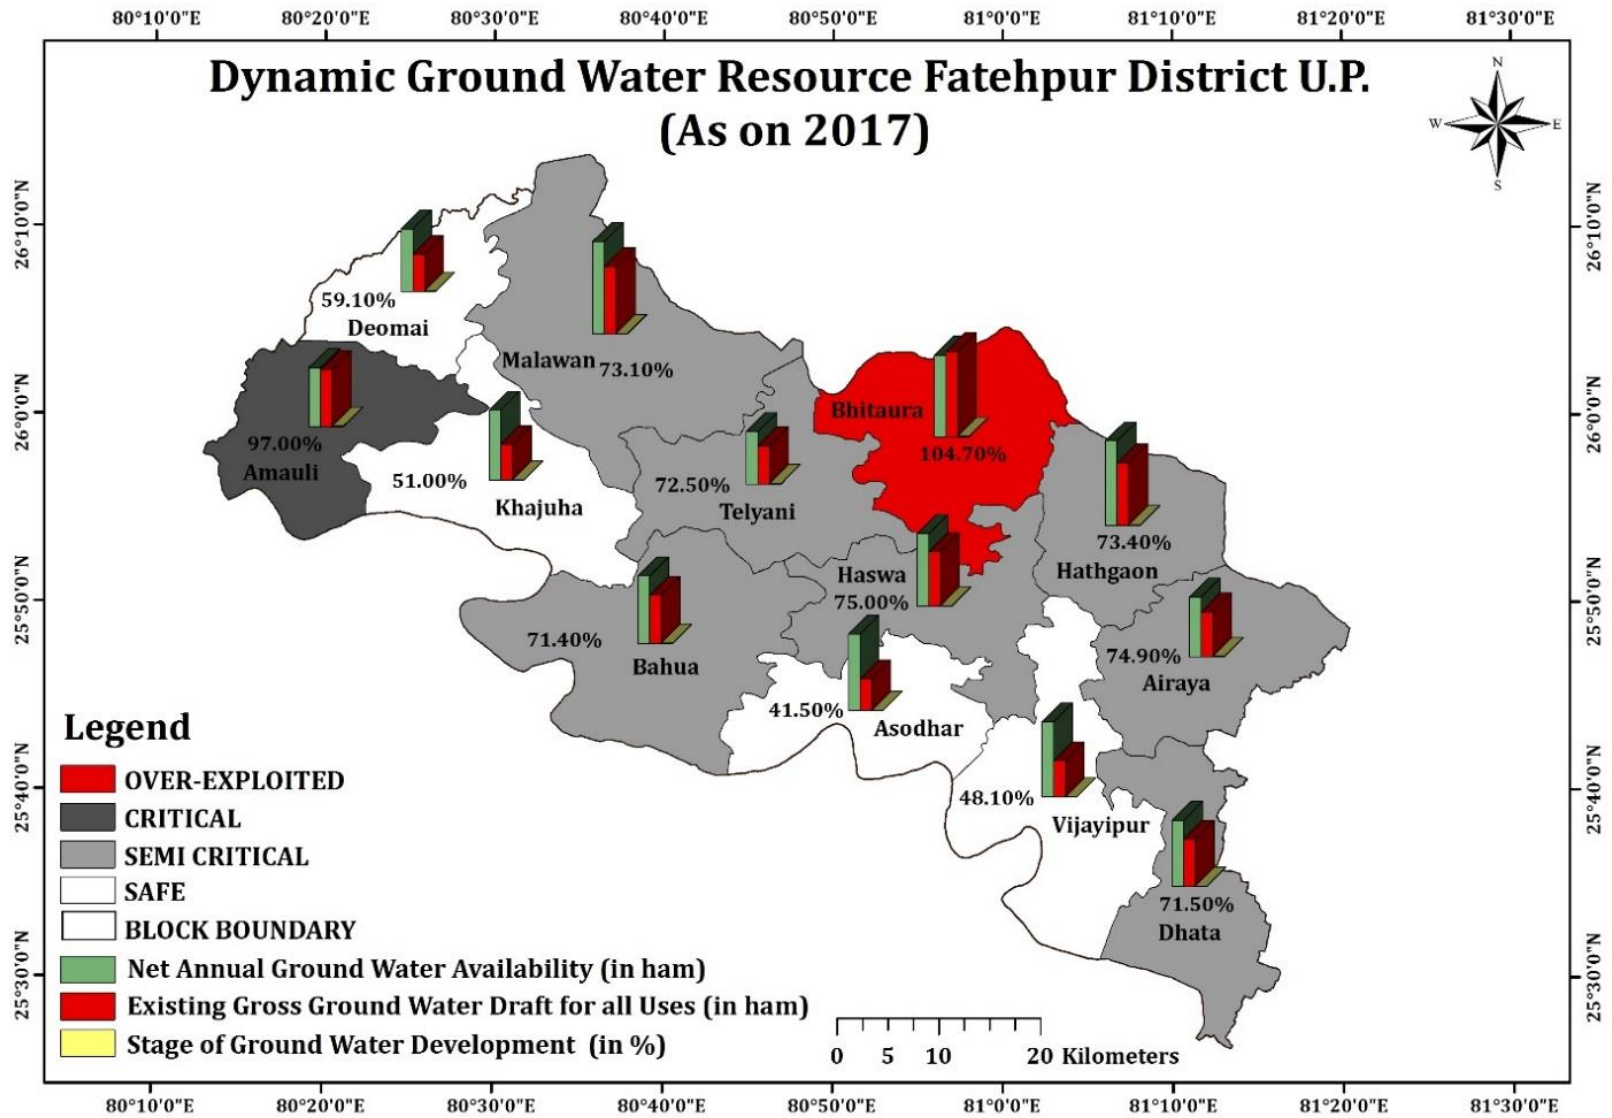 80°10'0"E 80°20'0"E 80°30'0"E 80°40'0"E 80°50'0"E 81°0'0"E 81°10'0"E 81°20'0"E 81°30'0"E
Dynamic Ground Water Resource Fatehpur District U.P.
(As on 2017)
N
W E
S
26°10'0"N
26°0'0"N
25°50'0"N
25°40'0"N
25°30'0"N
26°10'0"N
26°0'0"N
25°50'0"N
25°40'0"N
25°30'0"N
59.10%
Deomai
Malawan 73.10%
97.00%
Amauli
51.00%
Khajuha
72.50%
Telyani
Bhitaura
104.70%
73.40%
Hathgaon
Haswa
75.00%
71.40%
Bahua
74.90%
Airaya
41.50%
Asodhar
48.10%
Vijayipur
71.50%
Dhata
Legend
OVER-EXPLOITED
CRITICAL
SEMI CRITICAL
SAFE
BLOCK BOUNDARY
Net Annual Ground Water Availability (in ham)
Existing Gross Ground Water Draft for all Uses (in ham)
Stage of Ground Water Development (in %)
0 5 10 20 Kilometers
80°10'0"E 80°20'0"E 80°30'0"E 80°40'0"E 80°50'0"E 81°0'0"E 81°10'0"E 81°20'0"E 81°30'0"E